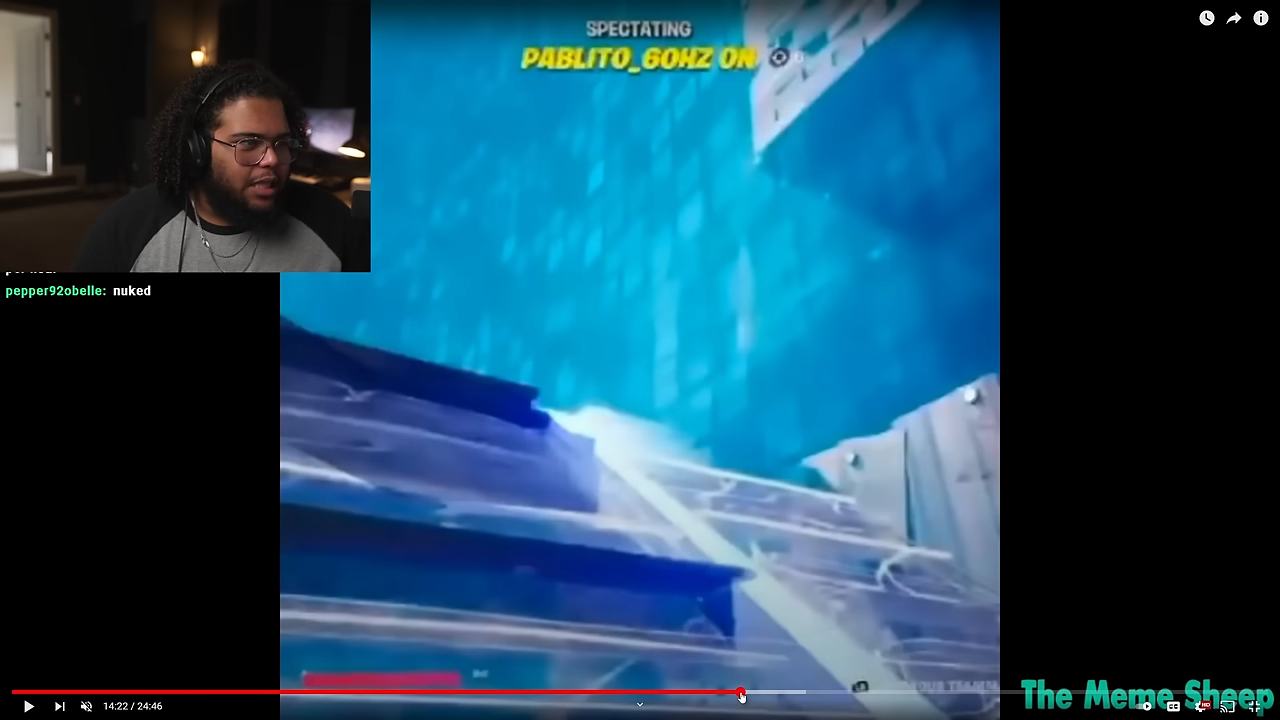 SPECTATING
PABLITO_60HZ ON
pepper92obelle: nuked
The Meme Sheep
14:22 / 24:46